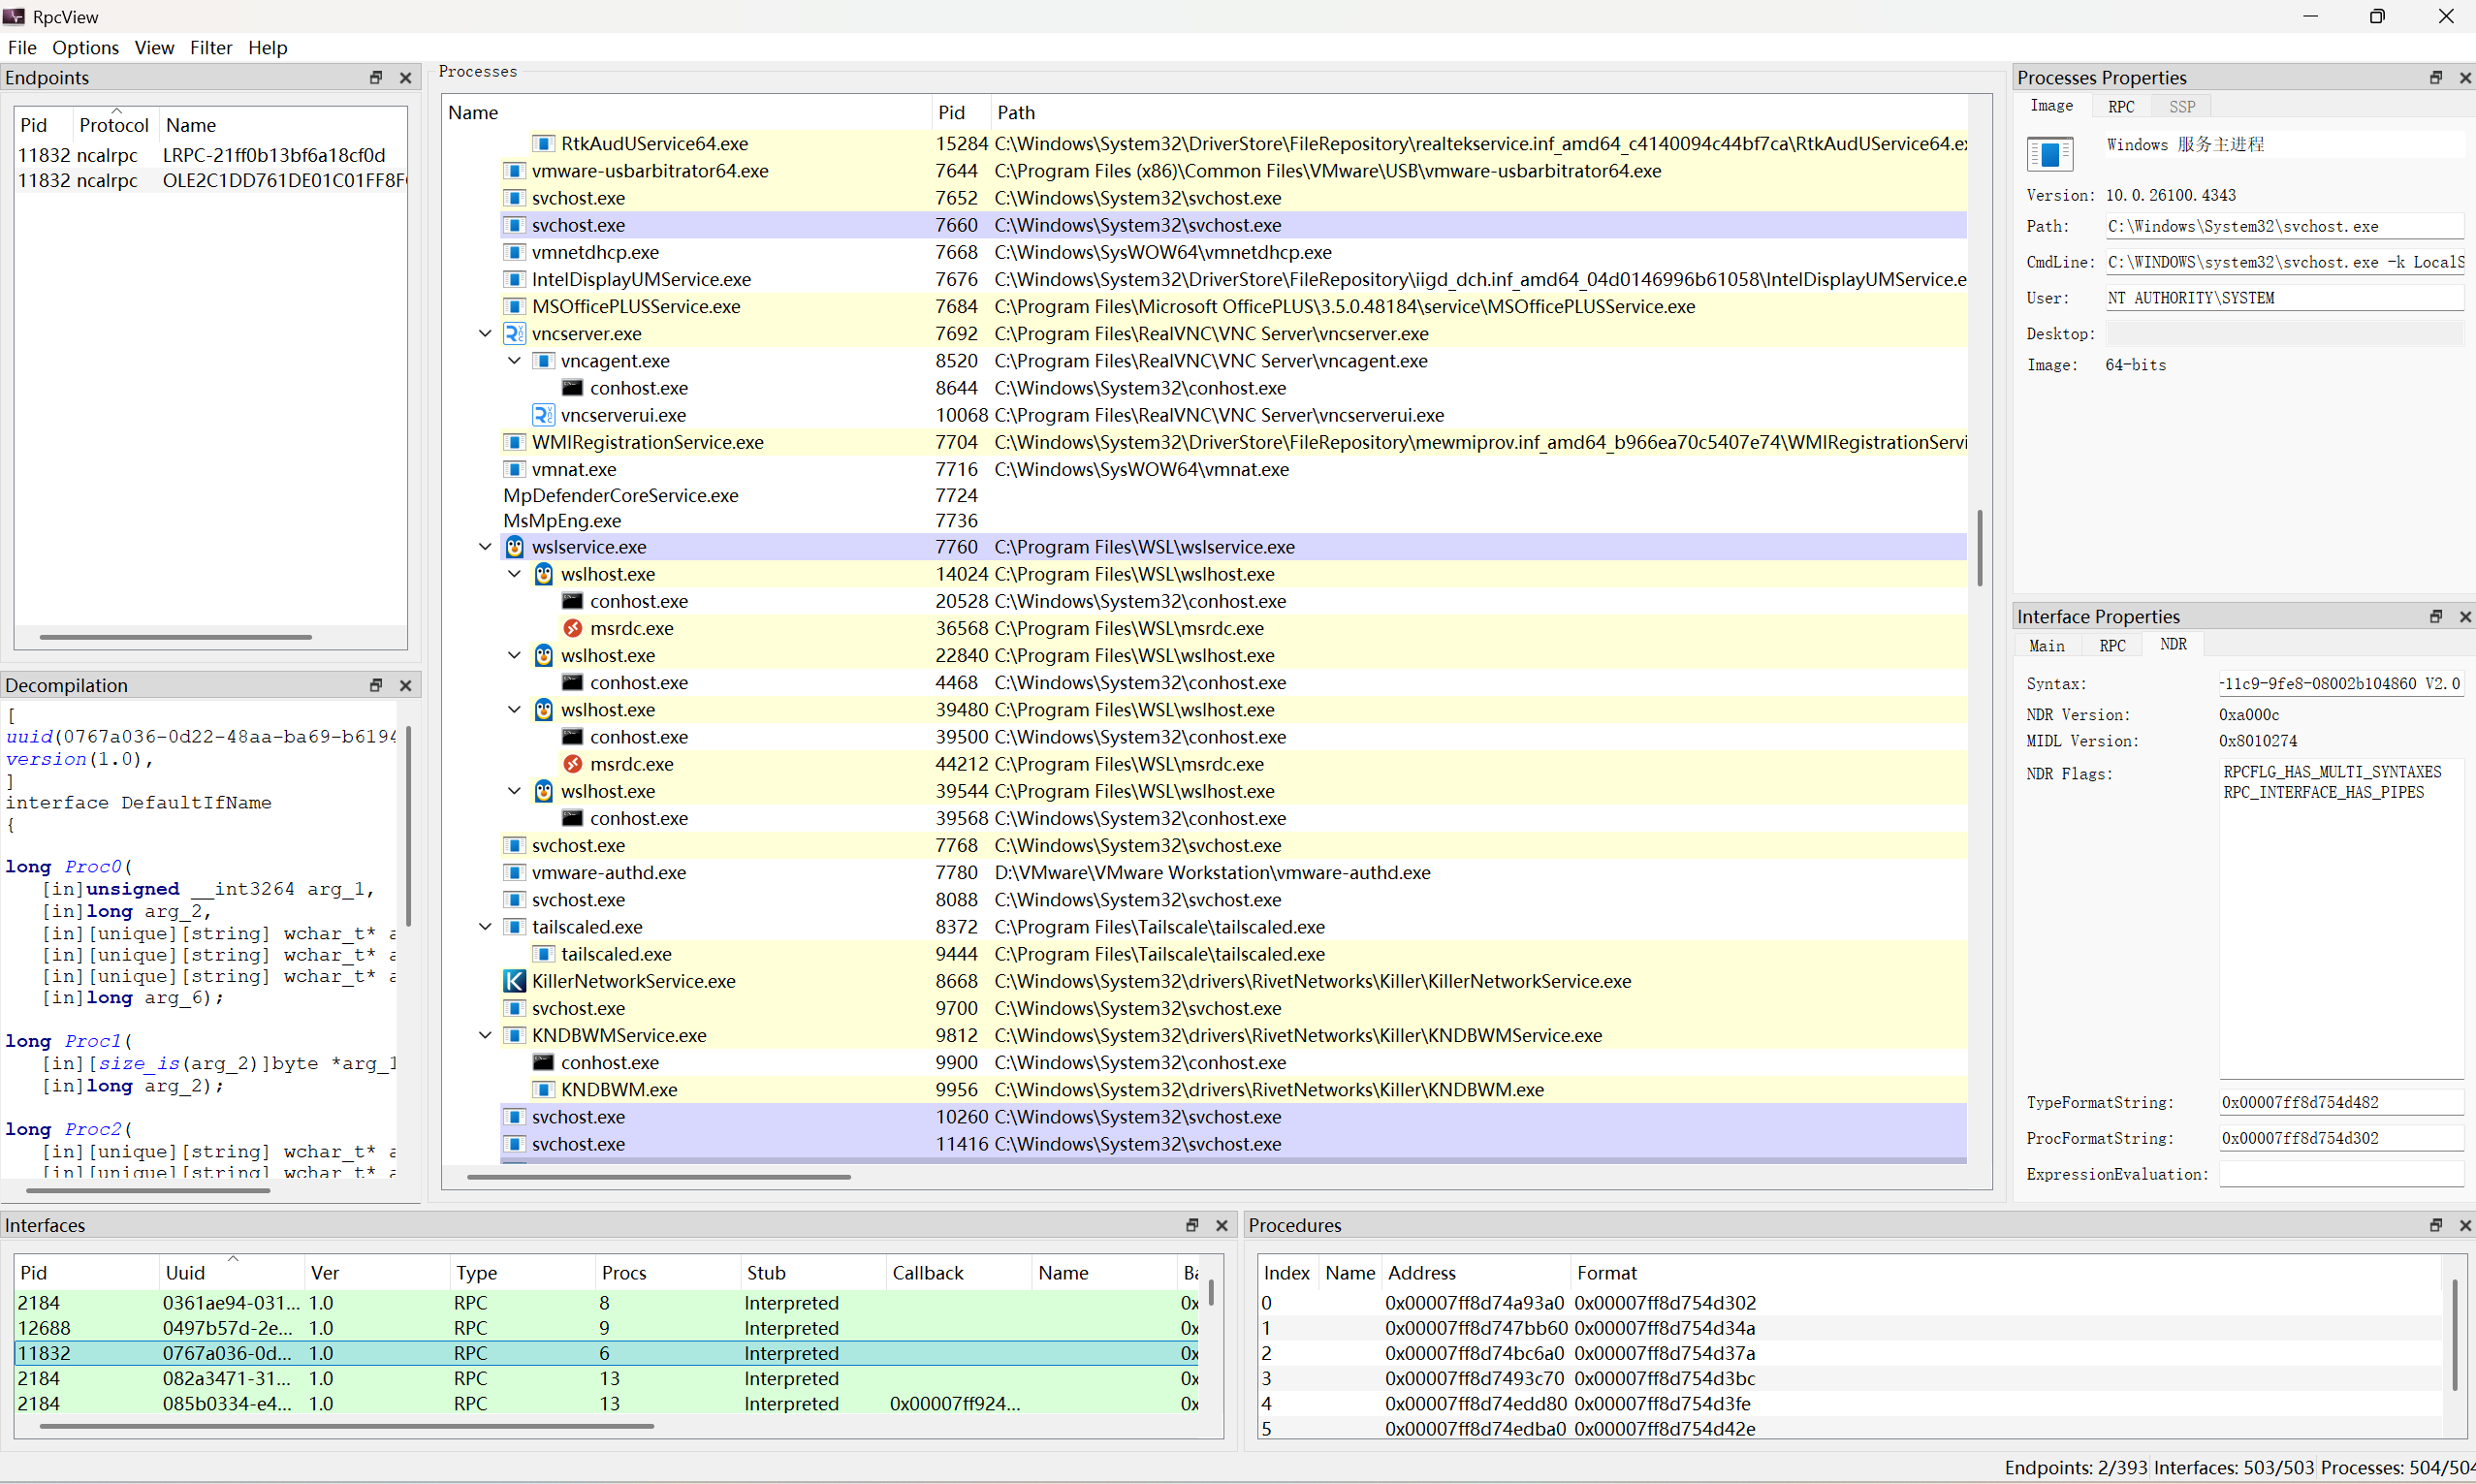 RpcView
File Options View Filter Help
Endpoints
Pid Protocol Name
11832 ncalrpc LRPC-21ff0b13bf6a18cf0d
11832 ncalrpc OLE2C1DD761DE01C01FF8F
Decompilation
[
uuid(0767a036-0d22-48aa-ba69-b6194
version(1.0),
]
interface DefaultIfName
{
long Proc0(
[in]unsigned __int3264 arg_1,
[in]long arg_2,
[in][unique][string] wchar_t* a
[in][unique][string] wchar_t* a
[in][unique][string] wchar_t* a
[in]long arg_6);
long Proc1(
[in][size_is(arg_2)]byte *arg_1
[in]long arg_2);
long Proc2(
[in][unique][string] wchar_t* a
[in][unique][string] wchar_t* a
Processes
Name Pid Path
RtkAudUService64.exe 15284 C:\Windows\System32\DriverStore\FileRepository\realtekservice.inf_amd64_c4140094c44bf7ca\RtkAudUService64.ex
vmware-usbarbitrator64.exe 7644 C:\Program Files (x86)\Common Files\VMware\USB\vmware-usbarbitrator64.exe
svchost.exe 7652 C:\Windows\System32\svchost.exe
svchost.exe 7660 C:\Windows\System32\svchost.exe
vmnetdhcp.exe 7668 C:\Windows\SysWOW64\vmnetdhcp.exe
IntelDisplayUMService.exe 7676 C:\Windows\System32\DriverStore\FileRepository\iigd_dch.inf_amd64_04d0146996b61058\IntelDisplayUMService.e
MSOfficePLUSService.exe 7684 C:\Program Files\Microsoft OfficePLUS\3.5.0.48184\service\MSOfficePLUSService.exe
vncserver.exe 7692 C:\Program Files\RealVNC\VNC Server\vncserver.exe
vncagent.exe 8520 C:\Program Files\RealVNC\VNC Server\vncagent.exe
conhost.exe 8644 C:\Windows\System32\conhost.exe
vncserverui.exe 10068 C:\Program Files\RealVNC\VNC Server\vncserverui.exe
WMIRegistrationService.exe 7704 C:\Windows\System32\DriverStore\FileRepository\mewmiprov.inf_amd64_b966ea70c5407e74\WMIRegistrationServi
vmnat.exe 7716 C:\Windows\SysWOW64\vmnat.exe
MpDefenderCoreService.exe 7724
MsMpEng.exe 7736
wslservice.exe 7760 C:\Program Files\WSL\wslservice.exe
wslhost.exe 14024 C:\Program Files\WSL\wslhost.exe
conhost.exe 20528 C:\Windows\System32\conhost.exe
msrdc.exe 36568 C:\Program Files\WSL\msrdc.exe
wslhost.exe 22840 C:\Program Files\WSL\wslhost.exe
conhost.exe 4468 C:\Windows\System32\conhost.exe
wslhost.exe 39480 C:\Program Files\WSL\wslhost.exe
conhost.exe 39500 C:\Windows\System32\conhost.exe
msrdc.exe 44212 C:\Program Files\WSL\msrdc.exe
wslhost.exe 39544 C:\Program Files\WSL\wslhost.exe
conhost.exe 39568 C:\Windows\System32\conhost.exe
svchost.exe 7768 C:\Windows\System32\svchost.exe
vmware-authd.exe 7780 D:\VMware\VMware Workstation\vmware-authd.exe
svchost.exe 8088 C:\Windows\System32\svchost.exe
tailscaled.exe 8372 C:\Program Files\Tailscale\tailscaled.exe
tailscaled.exe 9444 C:\Program Files\Tailscale\tailscaled.exe
KillerNetworkService.exe 8668 C:\Windows\System32\drivers\RivetNetworks\Killer\KillerNetworkService.exe
svchost.exe 9700 C:\Windows\System32\svchost.exe
KNDBWMService.exe 9812 C:\Windows\System32\drivers\RivetNetworks\Killer\KNDBWMService.exe
conhost.exe 9900 C:\Windows\System32\conhost.exe
KNDBWM.exe 9956 C:\Windows\System32\drivers\RivetNetworks\Killer\KNDBWM.exe
svchost.exe 10260 C:\Windows\System32\svchost.exe
svchost.exe 11416 C:\Windows\System32\svchost.exe
Processes Properties
Image RPC SSP
Windows 服务主进程
Version: 10.0.26100.4343
Path: C:\Windows\System32\svchost.exe
CmdLine: C:\WINDOWS\system32\svchost.exe -k LocalS
User: NT AUTHORITY\SYSTEM
Desktop:
Image: 64-bits
Interface Properties
Main RPC NDR
Syntax: -11c9-9fe8-08002b104860 V2.0
NDR Version: 0xa000c
MIDL Version: 0x8010274
NDR Flags: RPCFLG_HAS_MULTI_SYNTAXES
RPC_INTERFACE_HAS_PIPES
TypeFormatString: 0x00007ff8d754d482
ProcFormatString: 0x00007ff8d754d302
ExpressionEvaluation:
Interfaces
Pid Uuid Ver Type Procs Stub Callback Name Ba
2184 0361ae94-031... 1.0 RPC 8 Interpreted 0x
12688 0497b57d-2e... 1.0 RPC 9 Interpreted 0x
11832 0767a036-0d... 1.0 RPC 6 Interpreted 0x
2184 082a3471-31... 1.0 RPC 13 Interpreted 0x
2184 085b0334-e4... 1.0 RPC 13 Interpreted 0x00007ff924... 0x
Procedures
Index Name Address Format
0 0x00007ff8d74a93a0 0x00007ff8d754d302
1 0x00007ff8d747bb60 0x00007ff8d754d34a
2 0x00007ff8d74bc6a0 0x00007ff8d754d37a
3 0x00007ff8d7493c70 0x00007ff8d754d3bc
4 0x00007ff8d74edd80 0x00007ff8d754d3fe
5 0x00007ff8d74edba0 0x00007ff8d754d42e
Endpoints: 2/393 Interfaces: 503/503 Processes: 504/504